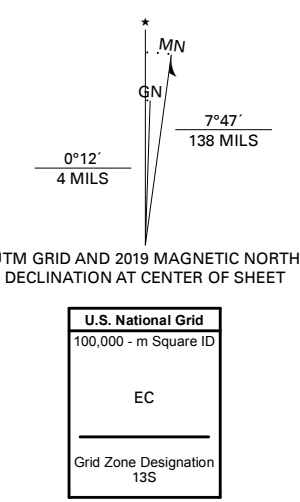 ★
MN
GN
7°47´
138 MILS
0°12´
4 MILS
UTM GRID AND 2019 MAGNETIC NORTH
DECLINATION AT CENTER OF SHEET
U.S. National Grid
100,000 - m Square ID
EC
Grid Zone Designation
13S